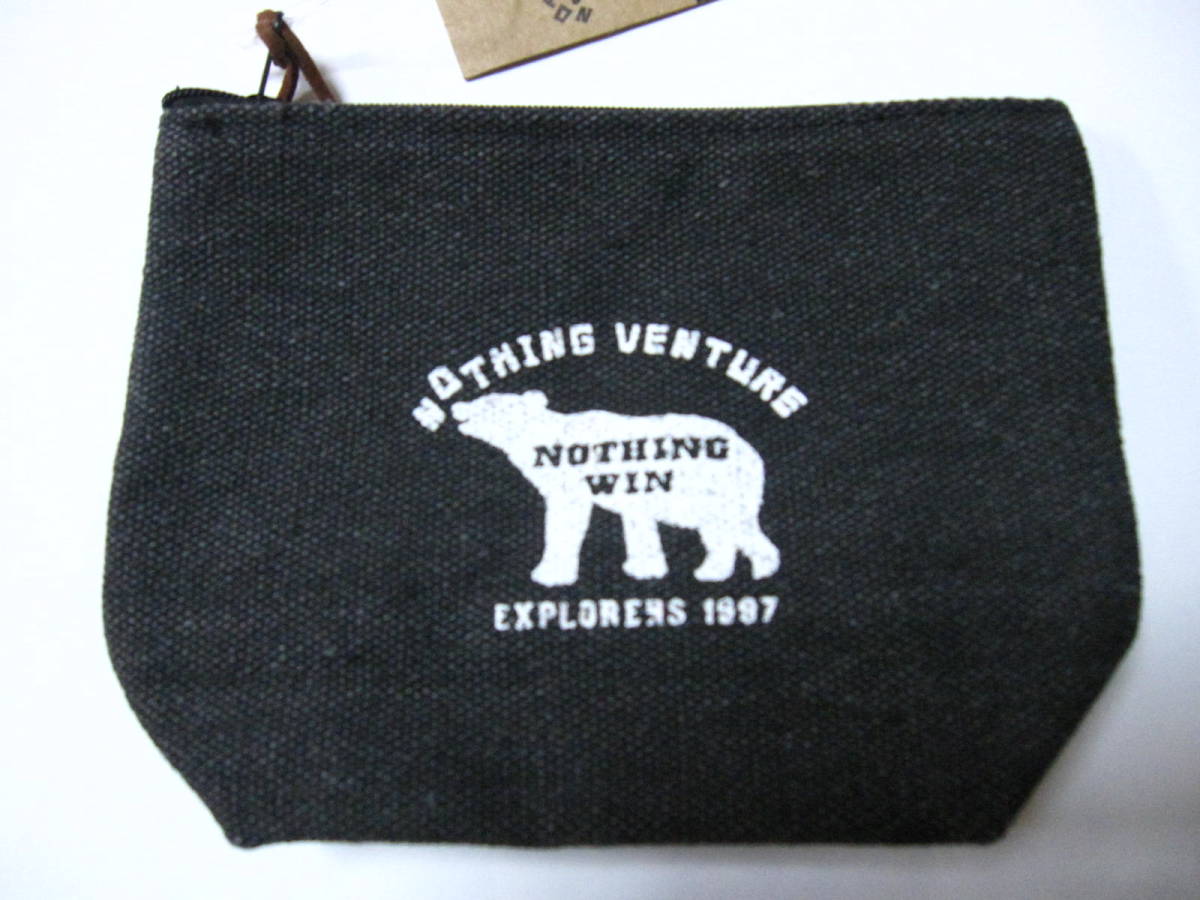 NOTHING VENTURE
NOTHING
WIN
EXPLORERS 1997